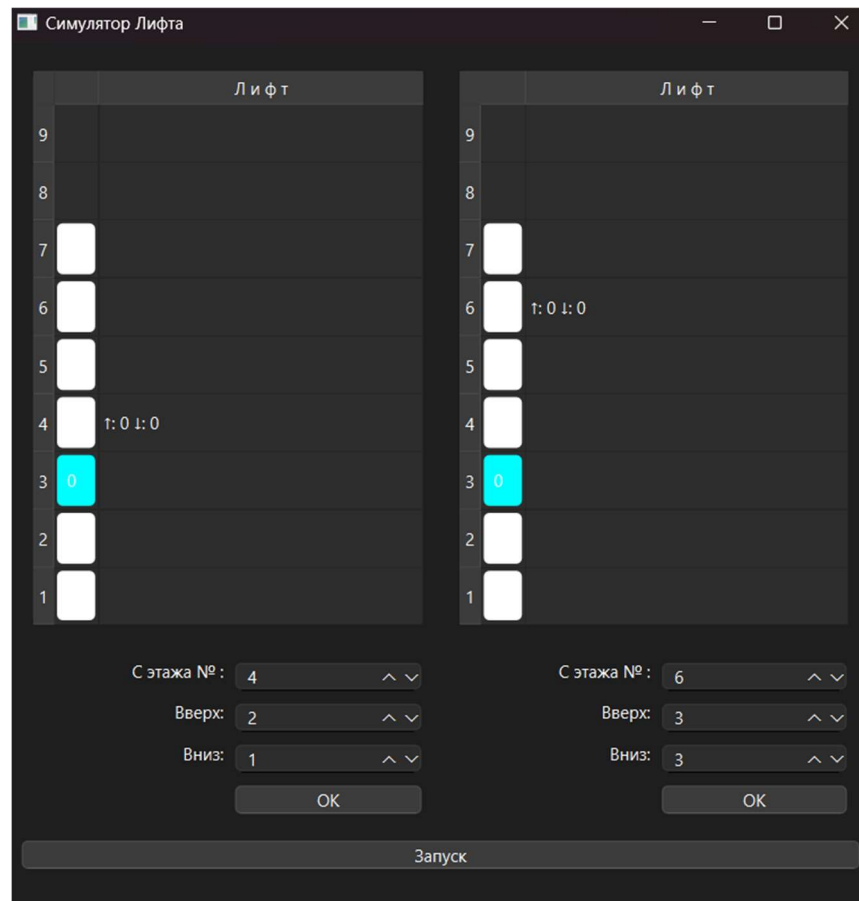 Симулятор Лифта
Лифт
9
8
7
6
5
4 ↑: 0 ↓: 0
3 0
2
1
С этажа № : 4
Вверх: 2
Вниз: 1
OK
Лифт
9
8
7
6 ↑: 0 ↓: 0
5
4
3 0
2
1
С этажа № : 6
Вверх: 3
Вниз: 3
OK
Запуск